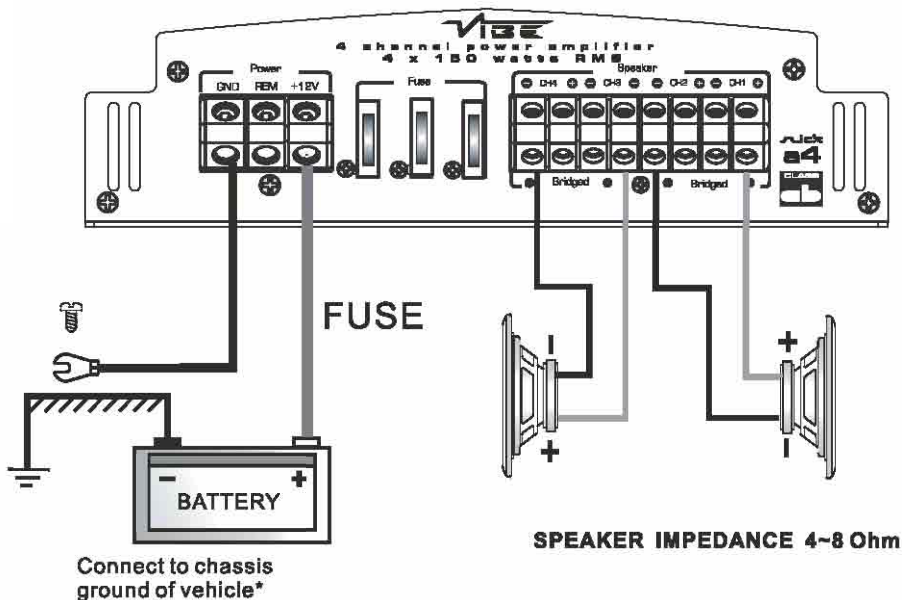 VIBE
4 channel power amplifier
4 x 150 watts RMS
Power
GND REM +12V
Fuse
Speaker
⊖ CH4 ⊕ ⊖ CH3 ⊕ ⊖ CH2 ⊕ ⊖ CH1 ⊕
slick
a4
CLASS
Bridged
Bridged
FUSE
-
+
+
-
- +
BATTERY
SPEAKER IMPEDANCE 4~8 Ohm
Connect to chassis
ground of vehicle*